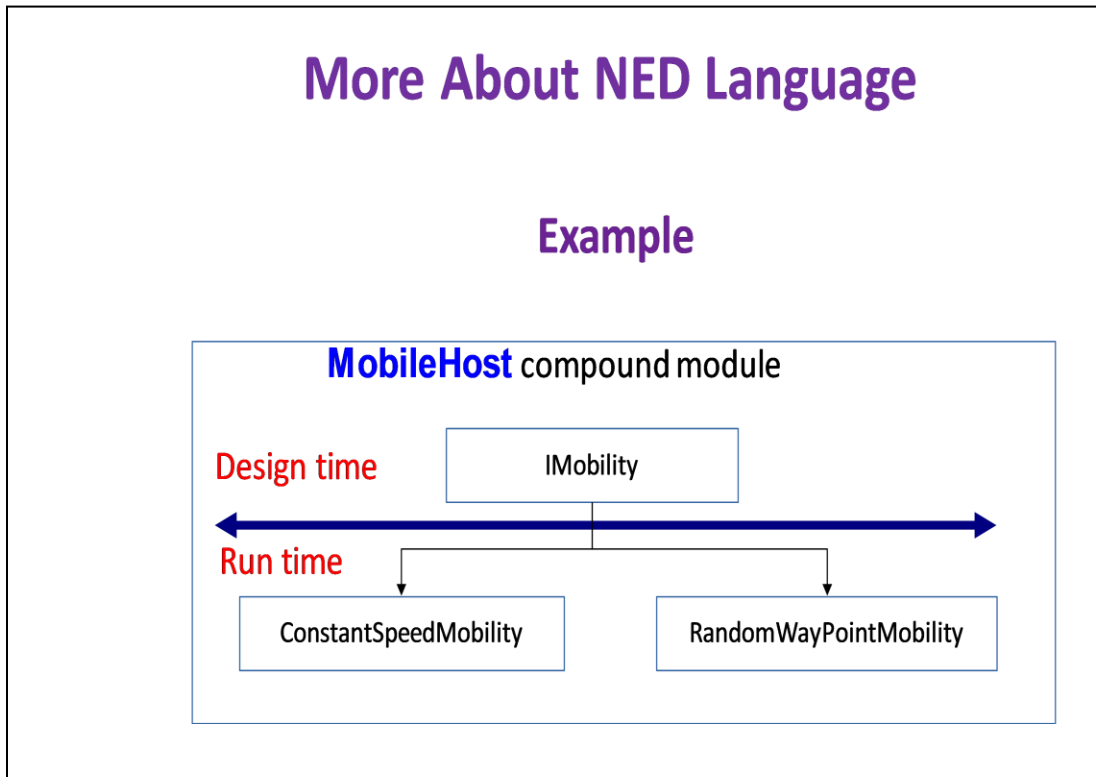 More About NED Language
Example
MobileHost compound module
IMobility
Design time
Run time
ConstantSpeedMobility
RandomWayPointMobility